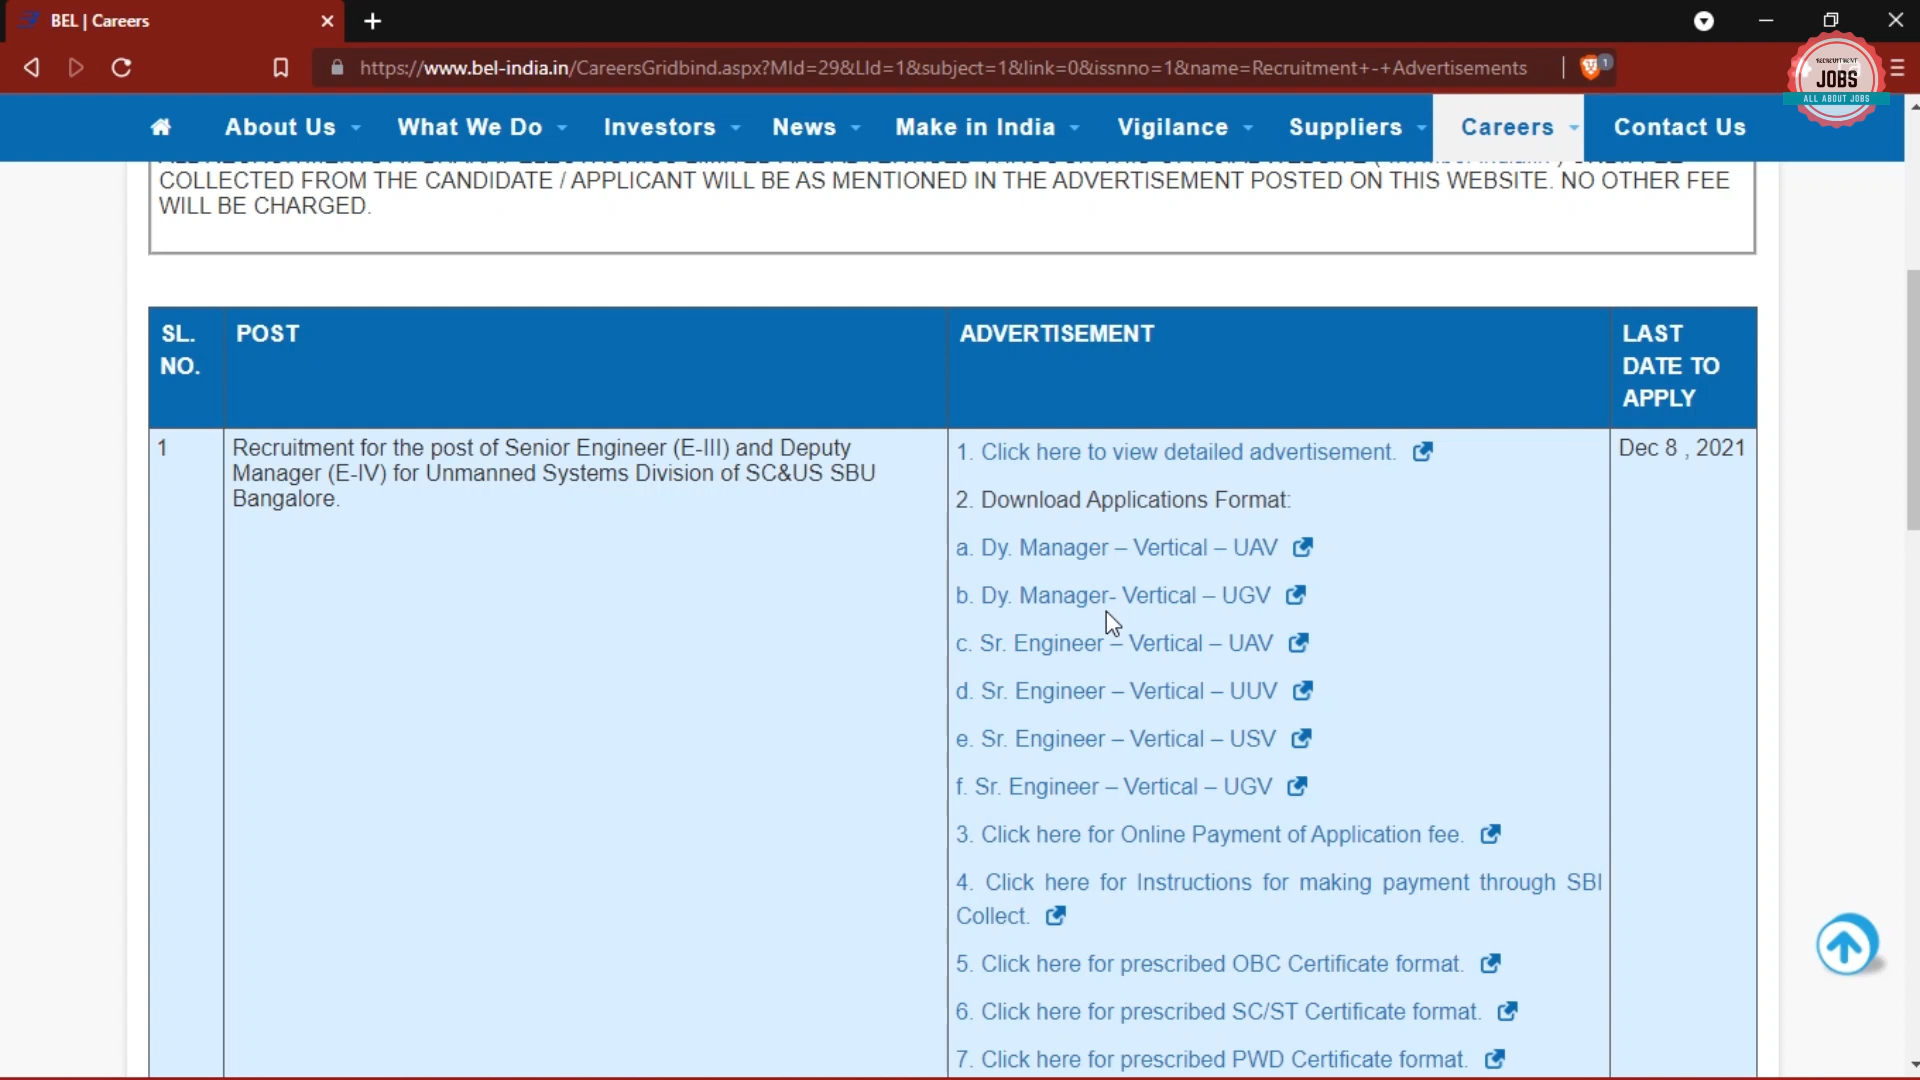 BEL | Careers
https://www.bel-india.in/CareersGridbind.aspx?MId=29&LId=1&subject=1&link=0&issnno=1&name=Recruitment+-+Advertisements
1
RECRUITMENT
JOBS
ALL ABOUT JOBS
About Us
What We Do
Investors
News
Make in India
Vigilance
Suppliers
Careers
Contact Us
COLLECTED FROM THE CANDIDATE / APPLICANT WILL BE AS MENTIONED IN THE ADVERTISEMENT POSTED ON THIS WEBSITE. NO OTHER FEE
WILL BE CHARGED.
SL.
NO.
POST
ADVERTISEMENT
LAST
DATE TO
APPLY
1
Recruitment for the post of Senior Engineer (E-III) and Deputy
Manager (E-IV) for Unmanned Systems Division of SC&US SBU
Bangalore.
1. Click here to view detailed advertisement.
2. Download Applications Format:
a. Dy. Manager – Vertical – UAV
b. Dy. Manager- Vertical – UGV
c. Sr. Engineer – Vertical – UAV
d. Sr. Engineer – Vertical – UUV
e. Sr. Engineer – Vertical – USV
f. Sr. Engineer – Vertical – UGV
3. Click here for Online Payment of Application fee.
4. Click here for Instructions for making payment through SBI
Collect.
5. Click here for prescribed OBC Certificate format.
6. Click here for prescribed SC/ST Certificate format.
7. Click here for prescribed PWD Certificate format.
Dec 8 , 2021